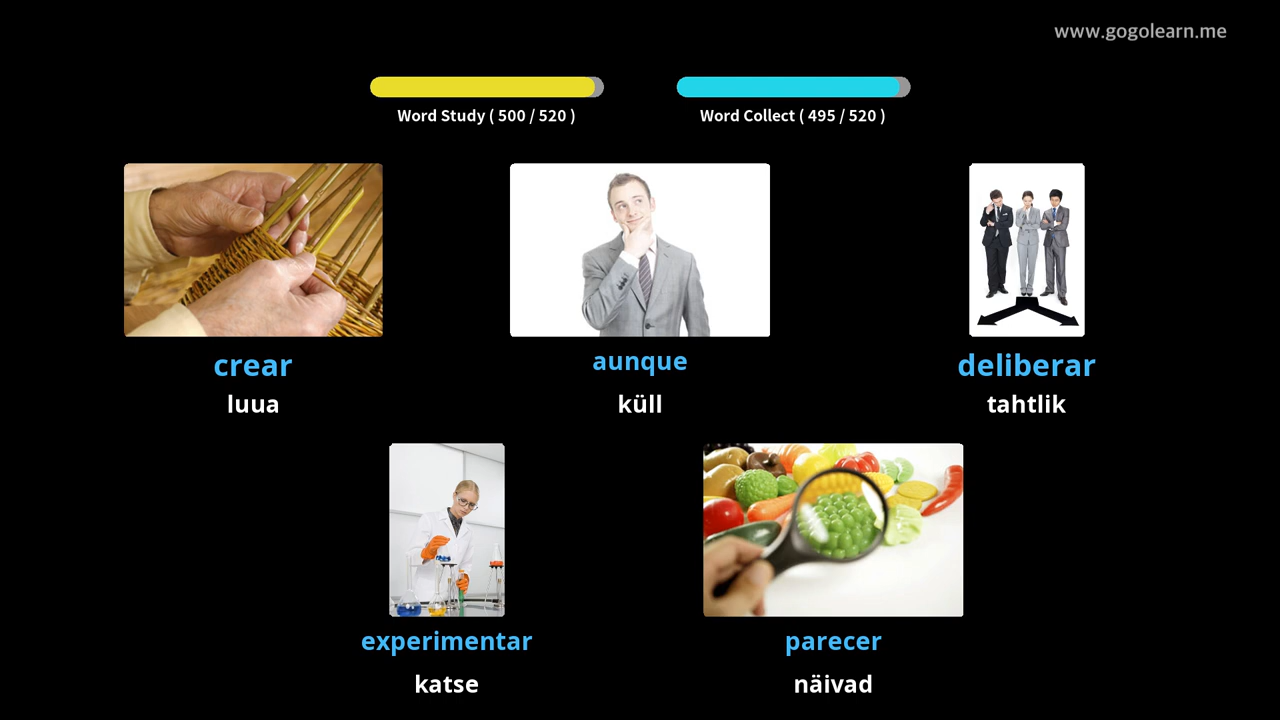 www.gogolearn.me
Word Study ( 500 / 520 )
Word Collect ( 495 / 520 )
crear
luua
aunque
küll
deliberar
tahtlik
experimentar
katse
parecer
näivad